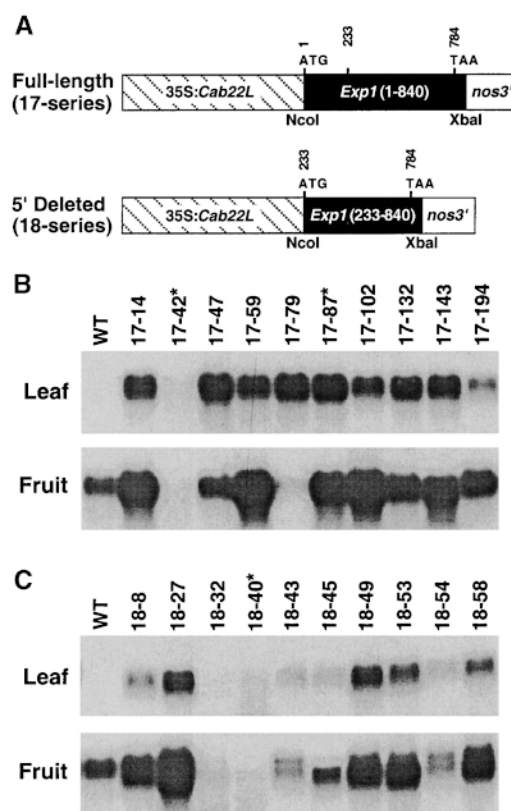 A
1
233
784
ATG
TAA
Full-length
(17-series)
35S:Cab22L
Exp1 (1-840)
nos3'
NcoI
XbaI
233
784
ATG
TAA
5' Deleted
(18-series)
35S:Cab22L
Exp1 (233-840)
nos3'
NcoI
XbaI
B
WT
17-14
17-42*
17-47
17-59
17-79
17-87*
17-102
17-132
17-143
17-194
Leaf
Fruit
C
WT
18-8
18-27
18-32
18-40*
18-43
18-45
18-49
18-53
18-54
18-58
Leaf
Fruit